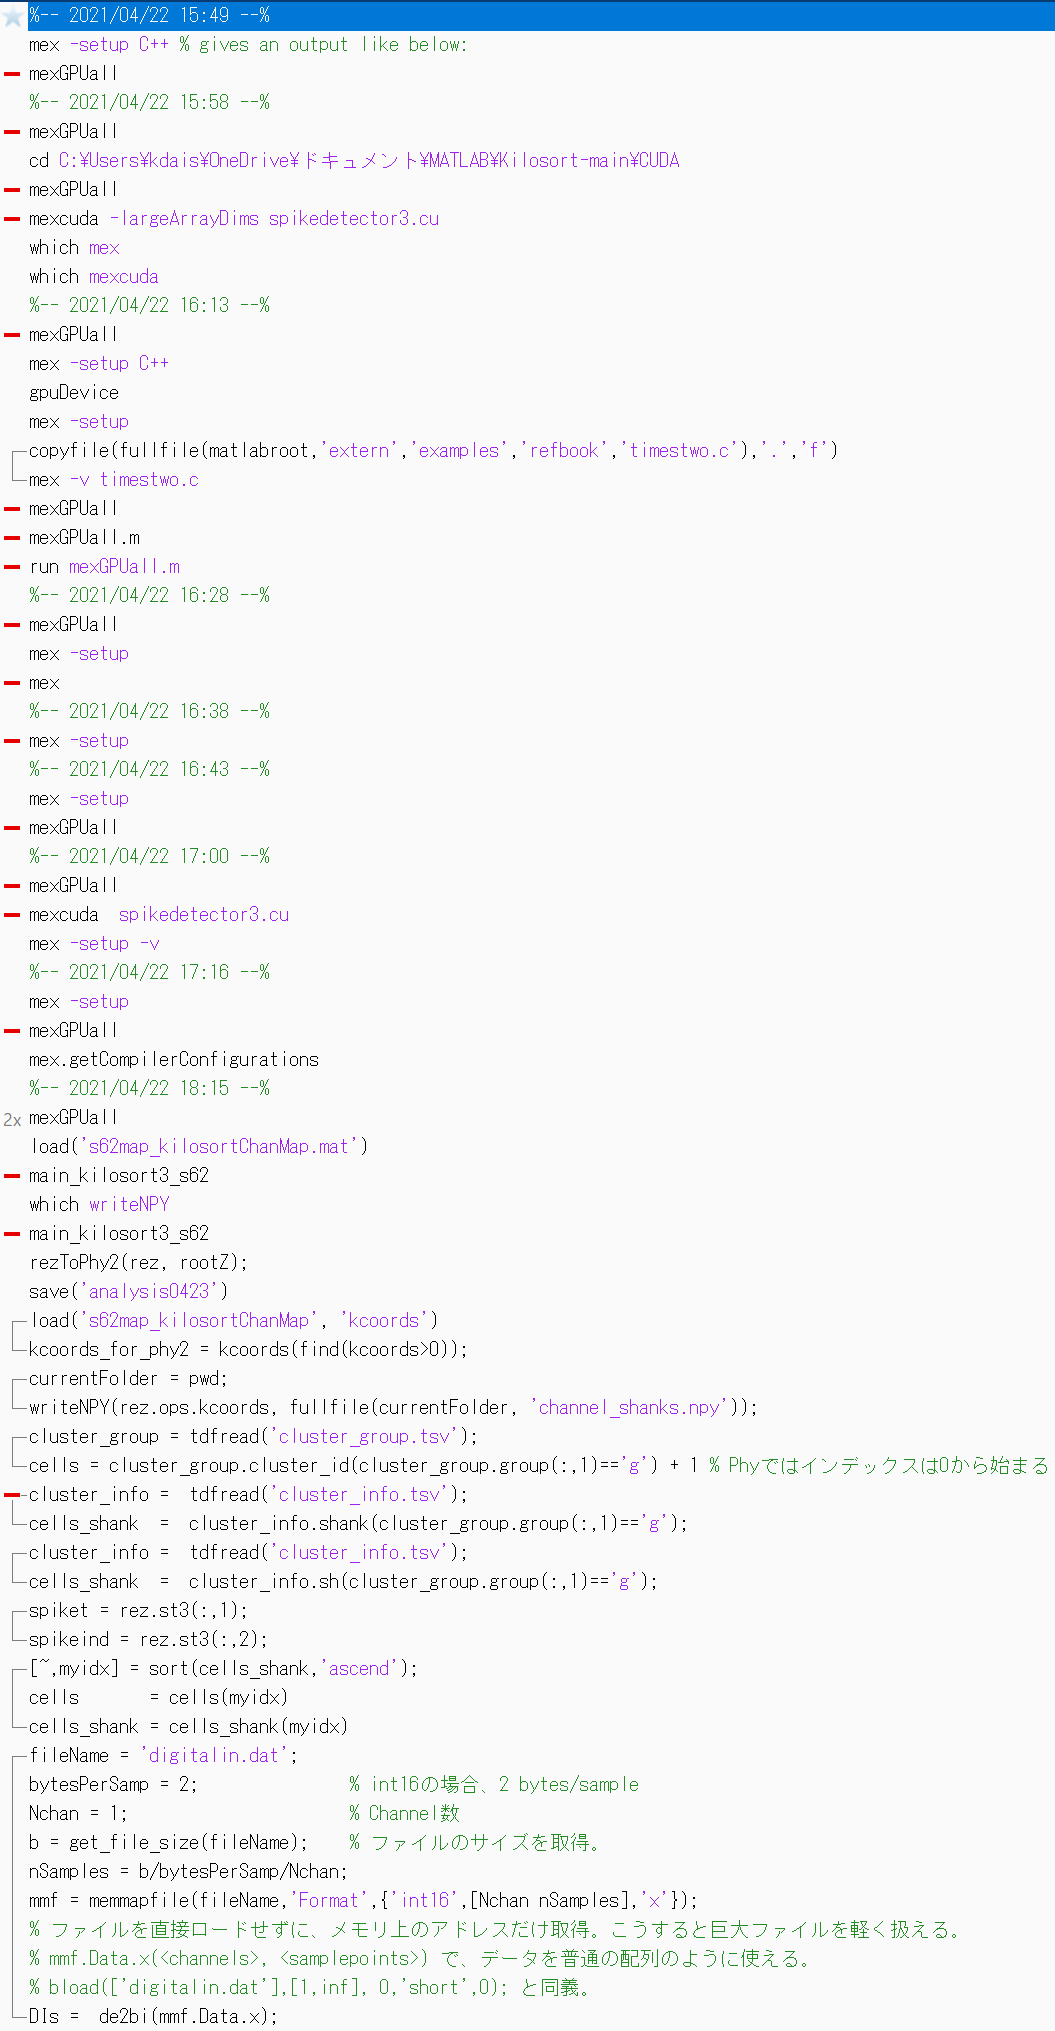 %-- 2021/04/22 15:49 --%
mex -setup C++ % gives an output like below:
mexGPUall
%-- 2021/04/22 15:58 --%
mexGPUall
cd C:¥Users¥kdais¥OneDrive¥ドキュメント¥MATLAB¥Kilosort-main¥CUDA
mexGPUall
mexcuda -largeArrayDims spikedetector3.cu
which mex
which mexcuda
%-- 2021/04/22 16:13 --%
mexGPUall
mex -setup C++
gpuDevice
mex -setup
copyfile(fullfile(matlabroot,'extern','examples','refbook','timestwo.c'),'.','f')
mex -v timestwo.c
mexGPUall
mexGPUall.m
run mexGPUall.m
%-- 2021/04/22 16:28 --%
mexGPUall
mex -setup
mex
%-- 2021/04/22 16:38 --%
mex -setup
%-- 2021/04/22 16:43 --%
mex -setup
mexGPUall
%-- 2021/04/22 17:00 --%
mexGPUall
mexcuda  spikedetector3.cu
mex -setup -v
%-- 2021/04/22 17:16 --%
mex -setup
mexGPUall
mex.getCompilerConfigurations
%-- 2021/04/22 18:15 --%
2x mexGPUall
load('s62map_kilosortChanMap.mat')
main_kilosort3_s62
which writeNPY
main_kilosort3_s62
rezToPhy2(rez, rootZ);
save('analysis0423')
load('s62map_kilosortChanMap', 'kcoords')
kcoords_for_phy2 = kcoords(find(kcoords>0));
currentFolder = pwd;
writeNPY(rez.ops.kcoords, fullfile(currentFolder, 'channel_shanks.npy'));
cluster_group = tdfread('cluster_group.tsv');
cells = cluster_group.cluster_id(cluster_group.group(:,1)=='g') + 1 % Phyではインデックスは0から始まる
cluster_info =  tdfread('cluster_info.tsv');
cells_shank  =  cluster_info.shank(cluster_group.group(:,1)=='g');
cluster_info =  tdfread('cluster_info.tsv');
cells_shank  =  cluster_info.sh(cluster_group.group(:,1)=='g');
spiket = rez.st3(:,1);
spikeind = rez.st3(:,2);
[~,myidx] = sort(cells_shank,'ascend');
cells       = cells(myidx)
cells_shank = cells_shank(myidx)
fileName = 'digitalin.dat';
bytesPerSamp = 2;               % int16の場合、2 bytes/sample
Nchan = 1;                      % Channel数
b = get_file_size(fileName);    % ファイルのサイズを取得。
nSamples = b/bytesPerSamp/Nchan;
mmf = memmapfile(fileName,'Format',{'int16',[Nchan nSamples],'x'});
% ファイルを直接ロードせずに、メモリ上のアドレスだけ取得。こうすると巨大ファイルを軽く扱える。
% mmf.Data.x(<channels>, <samplepoints>) で、データを普通の配列のように使える。
% bload(['digitalin.dat'],[1,inf], 0,'short',0); と同義。
DIs =  de2bi(mmf.Data.x);